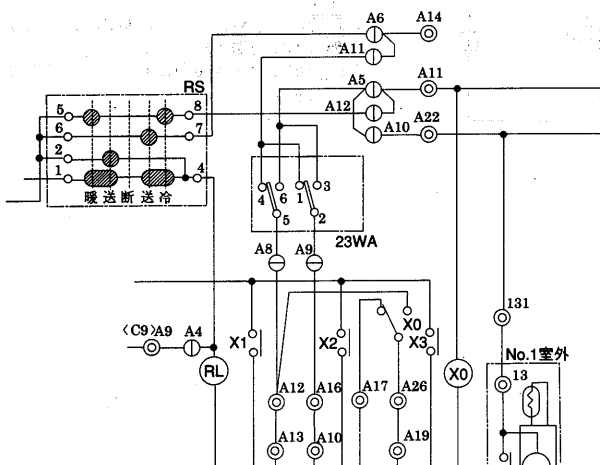 A6 A14
A11
RS
A5 A11
5 8
A12
6 7
A10 A22
2
1 4
暖 送 断 送 冷
4 6 1 3
5 2
23WA
A8 A9
131
〈C9〉A9 A4
X1 X2 X0 X3
No.1室外
RL
X0
13
A12 A16 A17 A26
A13 A10 A19